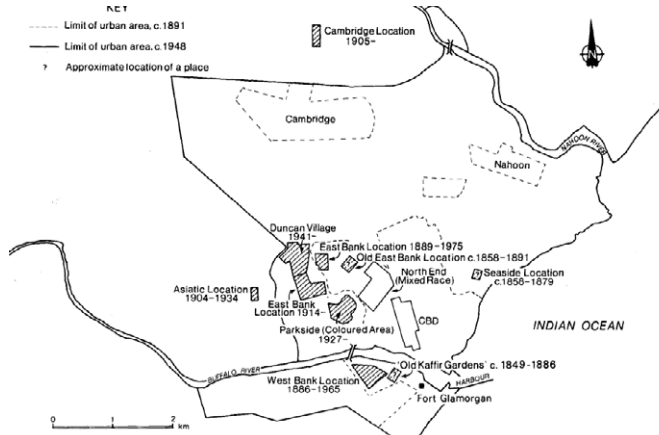 KEY
Limit of urban area, c.1891
Limit of urban area, c.1948
? Approximate location of a place
Cambridge Location
1905-
N
Cambridge
NAHOON RIVER
Nahoon
Duncan Village
1941-
East Bank Location 1889-1975
Old East Bank Location c.1858-1891
North End
(Mixed Race)
Seaside Location
c.1858-1879
Asiatic Location
1904-1934
East Bank
Location 1914-
Parkside (Coloured Area)
1927-
CBD
INDIAN OCEAN
BUFFALO RIVER
'Old Kaffir Gardens' c. 1849-1886
West Bank Location
1886-1965
HARBOUR
Fort Glamorgan
0 1 2
km